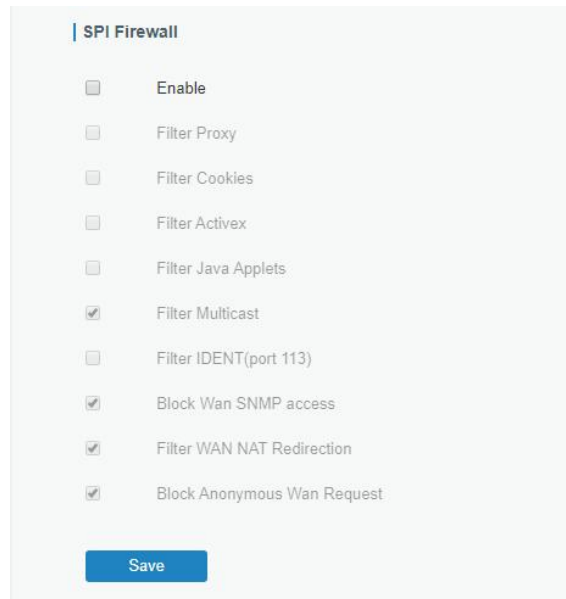 SPI Firewall
Enable
Filter Proxy
Filter Cookies
Filter Activex
Filter Java Applets
Filter Multicast
Filter IDENT(port 113)
Block Wan SNMP access
Filter WAN NAT Redirection
Block Anonymous Wan Request
Save